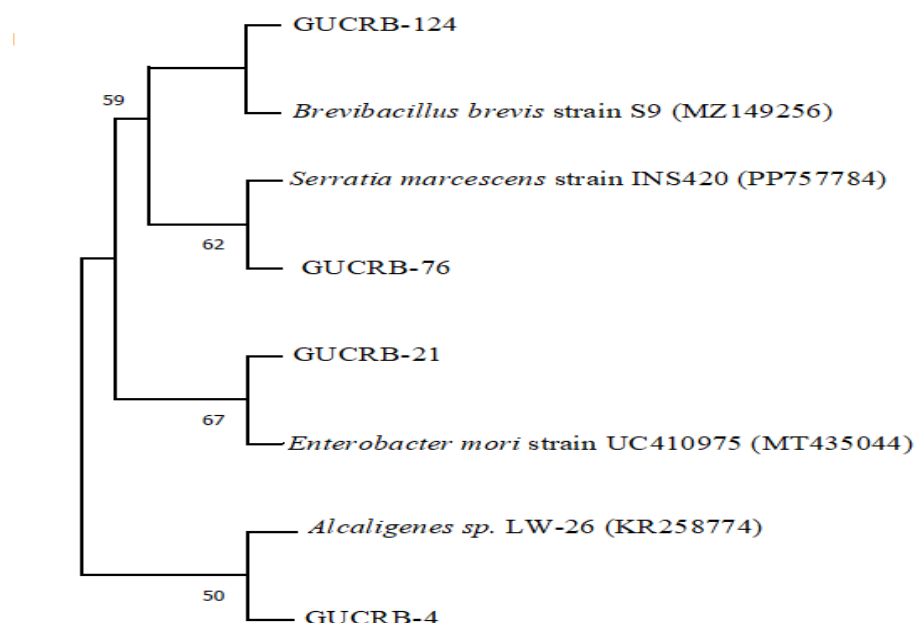 GUCRB-124
59
Brevibacillus brevis strain S9 (MZ149256)
Serratia marcescens strain INS420 (PP757784)
62
GUCRB-76
GUCRB-21
67
Enterobacter mori strain UC410975 (MT435044)
Alcaligenes sp. LW-26 (KR258774)
50
GUCRB-4